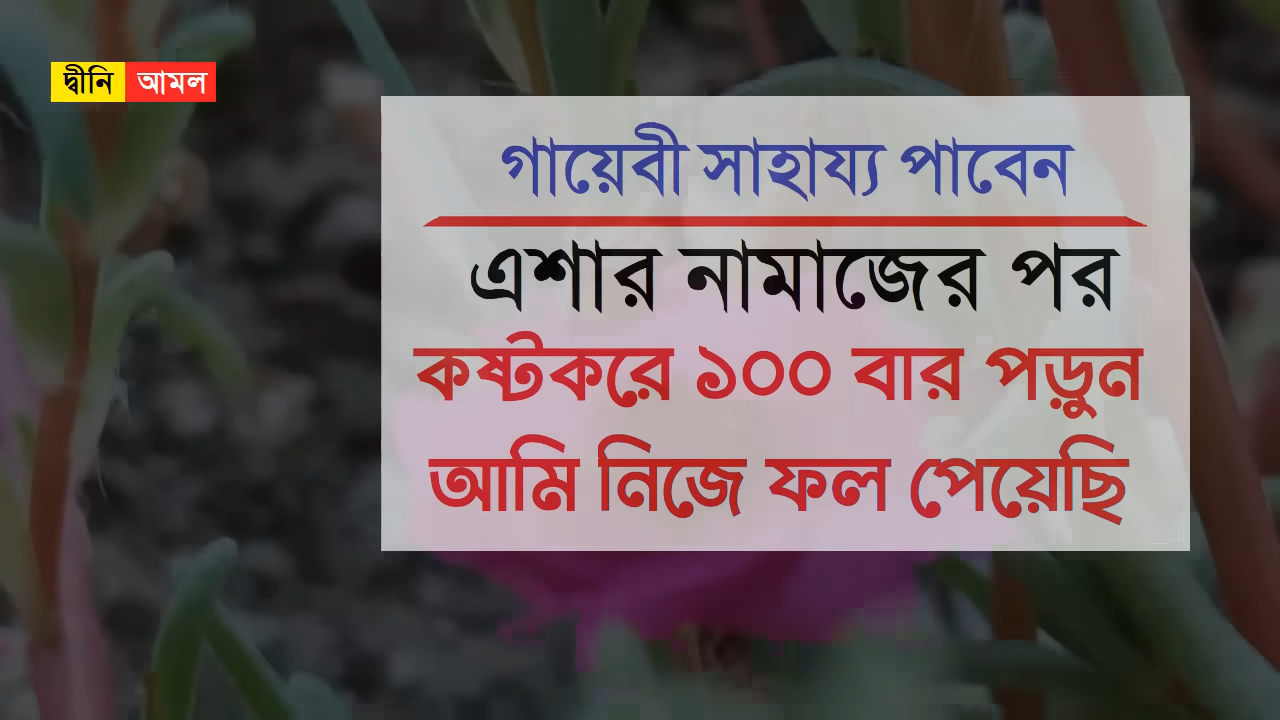 দ্বীনি আমল
গায়েবী সাহায্য পাবেন
এশার নামাজের পর
কষ্টকরে ১০০ বার পড়ুন
আমি নিজে ফল পেয়েছি